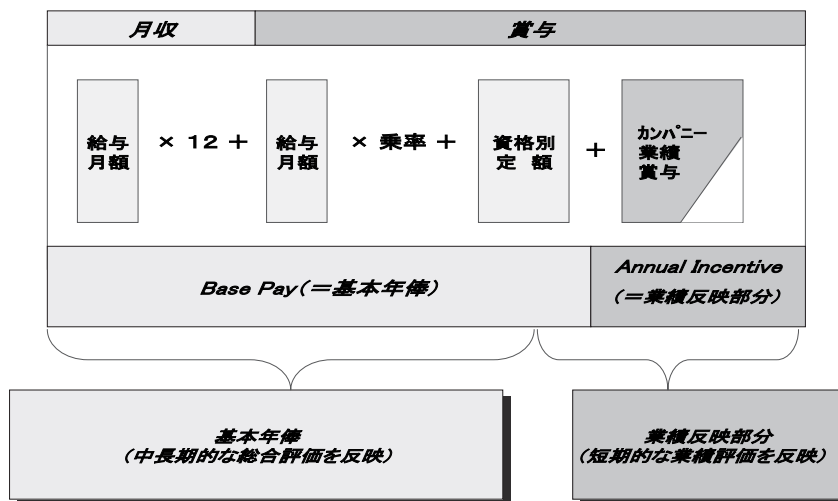 月収
賞与
給与
月額
× 12 +
給与
月額
× 乗率 +
資格別
定 額
+
カンパニー
業績
賞与
Base Pay(=基本年俸)
Annual Incentive
(=業績反映部分)
基本年俸
(中長期的な総合評価を反映)
業績反映部分
(短期的な業績評価を反映)